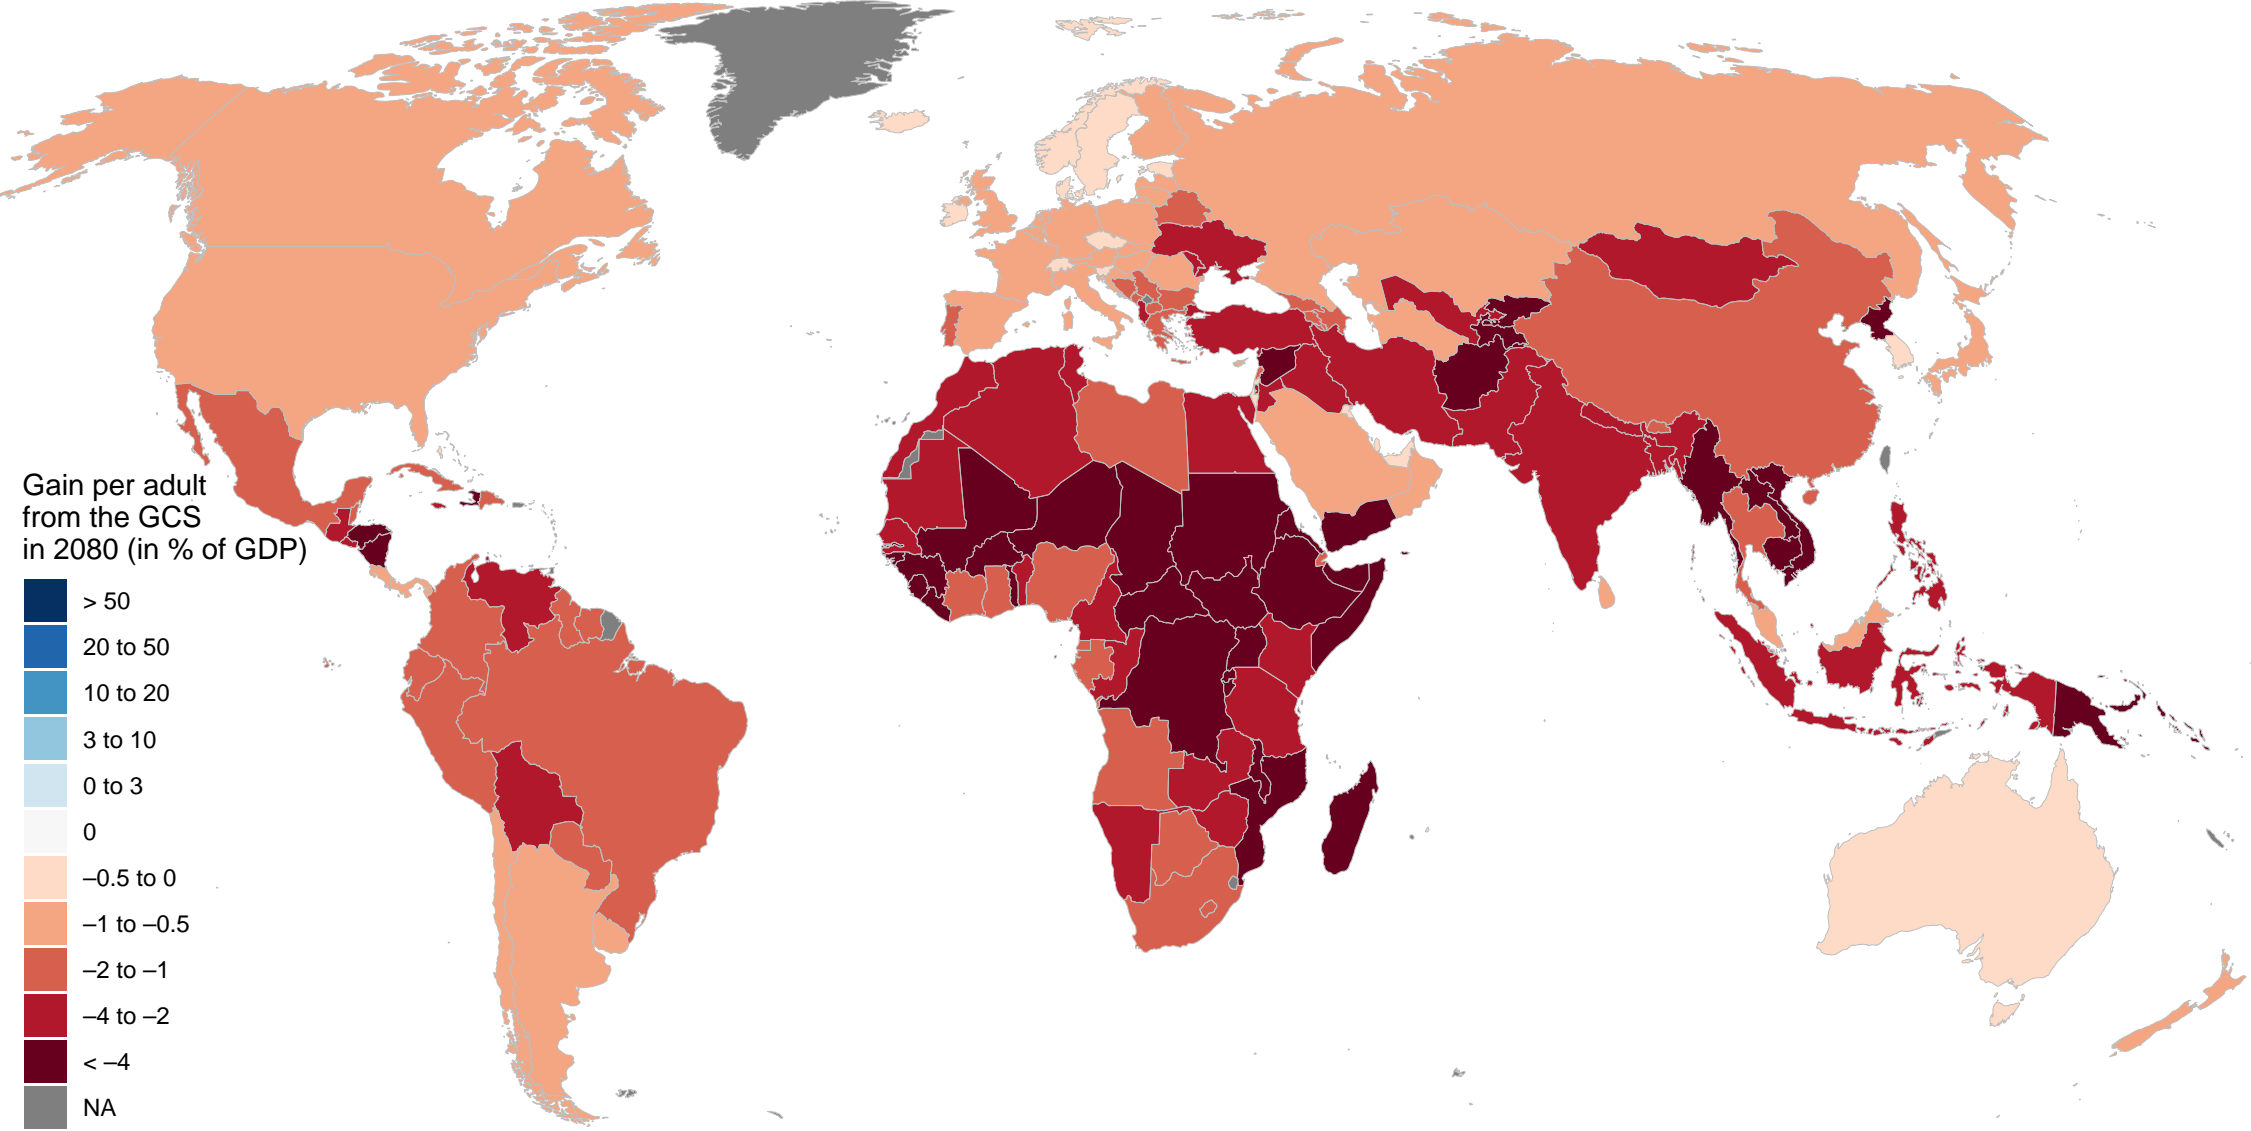 Gain per adult
from the GCS
in 2080 (in % of GDP)
> 50
20 to 50
10 to 20
3 to 10
0 to 3
0
–0.5 to 0
–1 to –0.5
–2 to –1
–4 to –2
< –4
NA